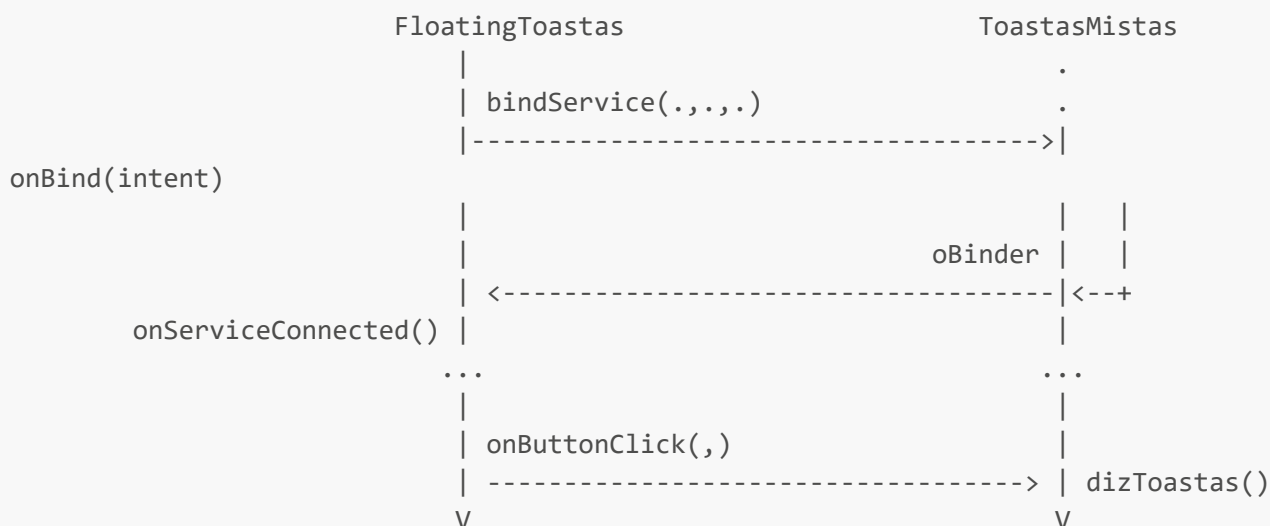 FloatingToastas ToastasMistas
| .
| bindService(.,.,.) .
|------------------------------------->|
onBind(intent)
| | |
| oBinder | |
| <------------------------------------|<--+
onServiceConnected() | |
... ...
| |
| onButtonClick(,) |
| -----------------------------------> | dizToastas()
V V